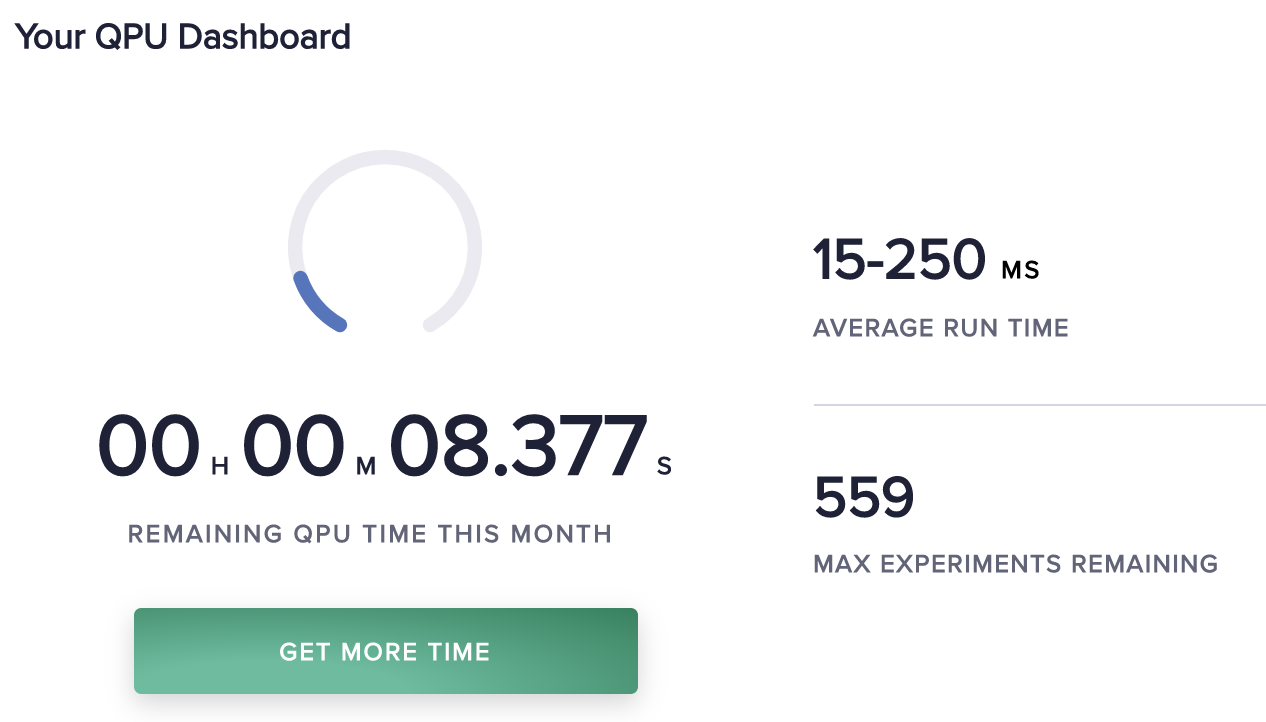 Your QPU Dashboard
00 H 00 M 08.377 S
REMAINING QPU TIME THIS MONTH
GET MORE TIME
15-250 MS
AVERAGE RUN TIME
559
MAX EXPERIMENTS REMAINING